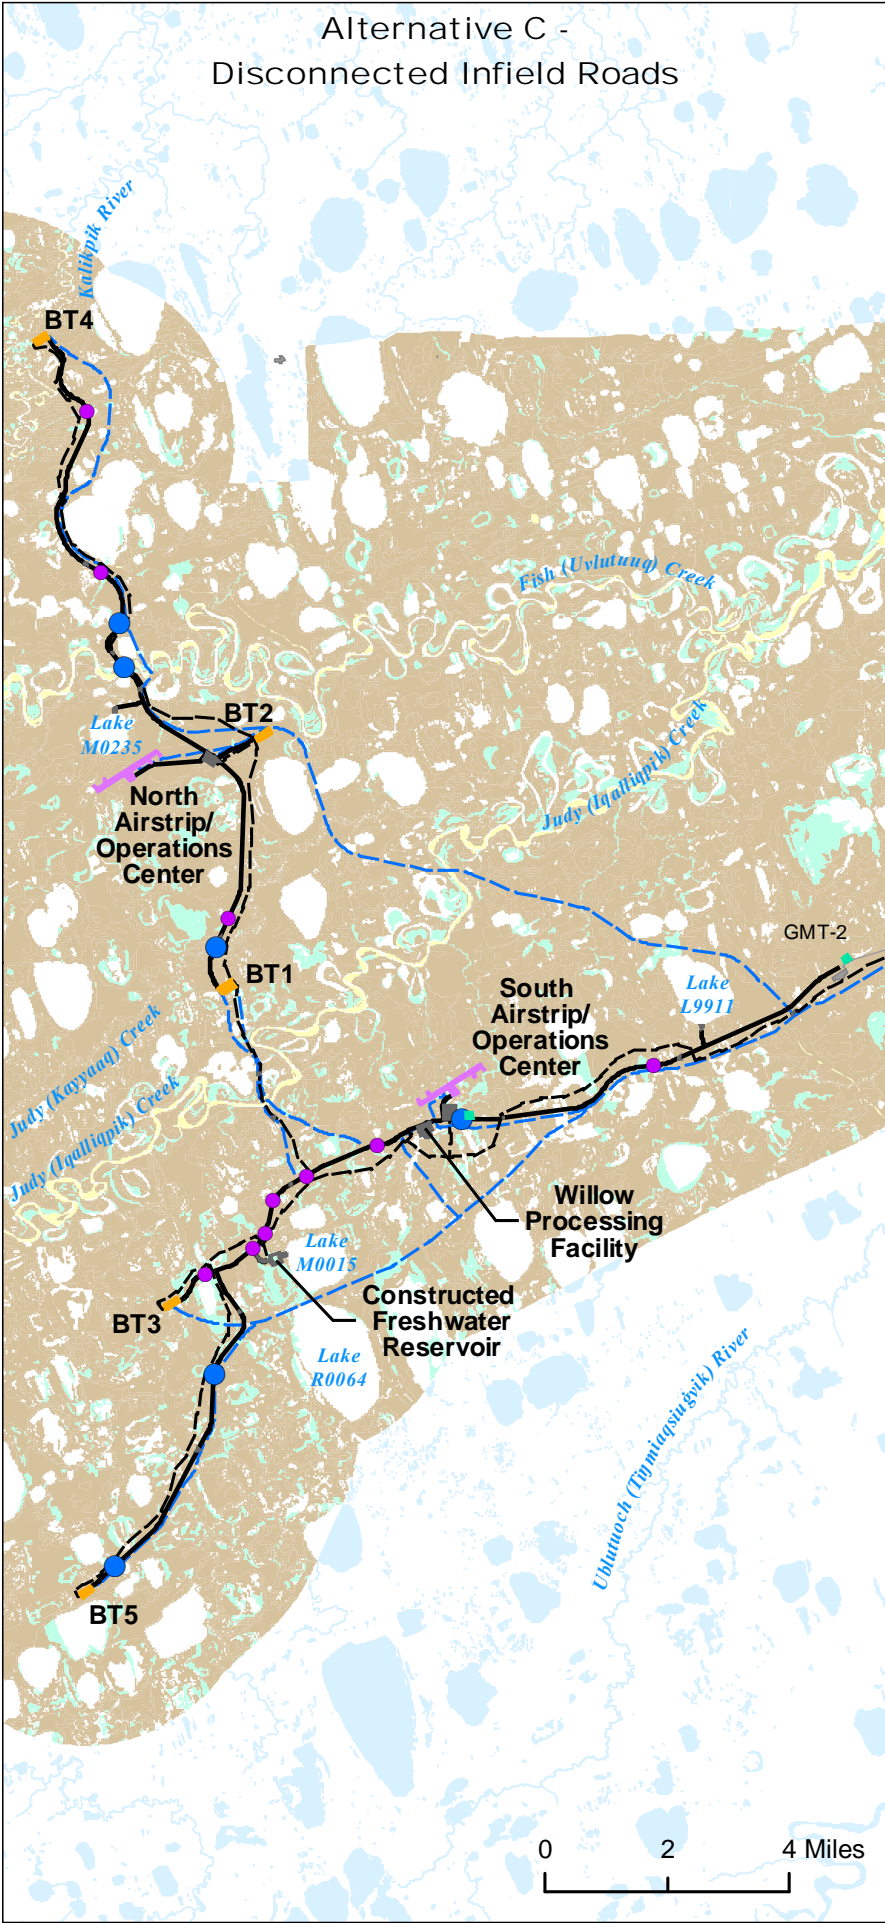 Alternative C -
Disconnected Infield Roads
Kalikpik River
BT4
Fish (Uvlutuuq) Creek
BT2
Lake
M0235
Judy (Iqalliqpik) Creek
North
Airstrip/
Operations
Center
GMT-2
BT1
Lake
L9911
South
Airstrip/
Operations
Center
Judy (Kayyaaq) Creek
Judy (Iqalliqpik) Creek
Willow
Processing
Facility
Lake
M0015
Constructed
Freshwater
Reservoir
BT3
Lake
R0064
Ublutuoch (Tiŋmiaqsiuġvik) River
BT5
0 2 4 Miles